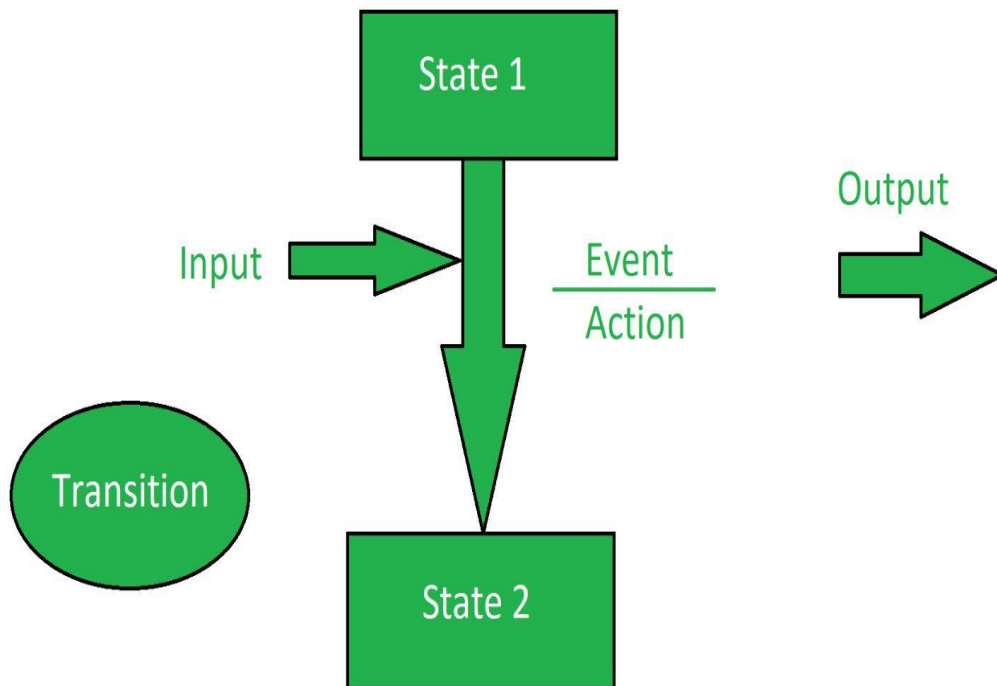 State 1
Output
Input
Event
Action
Transition
State 2